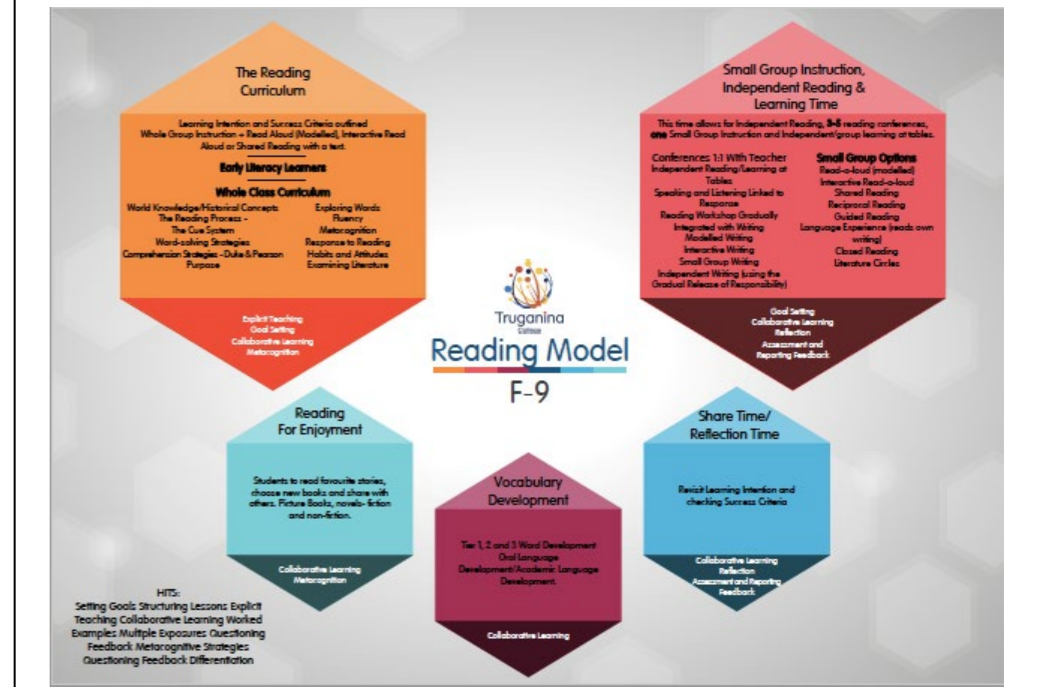 The Reading
Curriculum
Learning Intention and Success Criteria outlined
Whole Group Instruction + Read Aloud (Modelled), Interactive Read
Aloud or Shared Reading with a text.
Early Literacy Learners
Whole Class Curriculum
World Knowledge/Historical Concepts
The Reading Process -
The Cue System
Word-solving Strategies
Comprehension Strategies - Duke & Pearson
Purpose
Exploring Words
Fluency
Metacognition
Response to Reading
Habits and Attitudes
Examining Literature
Explicit Teaching
Goal Setting
Collaborative Learning
Metacognition
Small Group Instruction,
Independent Reading &
Learning Time
This time allows for Independent Reading, 3-5 reading conferences,
one Small Group Instruction and Independent/group learning at tables.
Conferences 1:1 With Teacher
Independent Reading/Learning at
Tables
Speaking and Listening Linked to
Response
Reading Workshop Gradually
Integrated with Writing
Modelled Writing
Interactive Writing
Small Group Writing
Independent Writing (using the
Gradual Release of Responsibility)
Small Group Options
Read-a-loud (modelled)
Interactive Read-a-loud
Shared Reading
Reciprocal Reading
Guided Reading
Language Experience (reads own
writing)
Closed Reading
Literature Circles
Goal Setting
Collaborative Learning
Reflection
Assessment and
Reporting Feedback
Truganina
College
Reading Model
F-9
Reading
For Enjoyment
Students to read favourite stories,
choose new books and share with
others. Picture Books, novels- fiction
and non-fiction.
Collaborative Learning
Metacognition
Vocabulary
Development
Tier 1, 2 and 3 Word Development
Oral Language
Development/Academic Language
Development.
Collaborative Learning
Share Time/
Reflection Time
Revisit Learning Intention and
checking Success Criteria
Collaborative Learning
Reflection
Assessment and Reporting
Feedback
HITS:
Setting Goals Structuring Lessons Explicit
Teaching Collaborative Learning Worked
Examples Multiple Exposures Questioning
Feedback Metacognitive Strategies
Questioning Feedback Differentiation